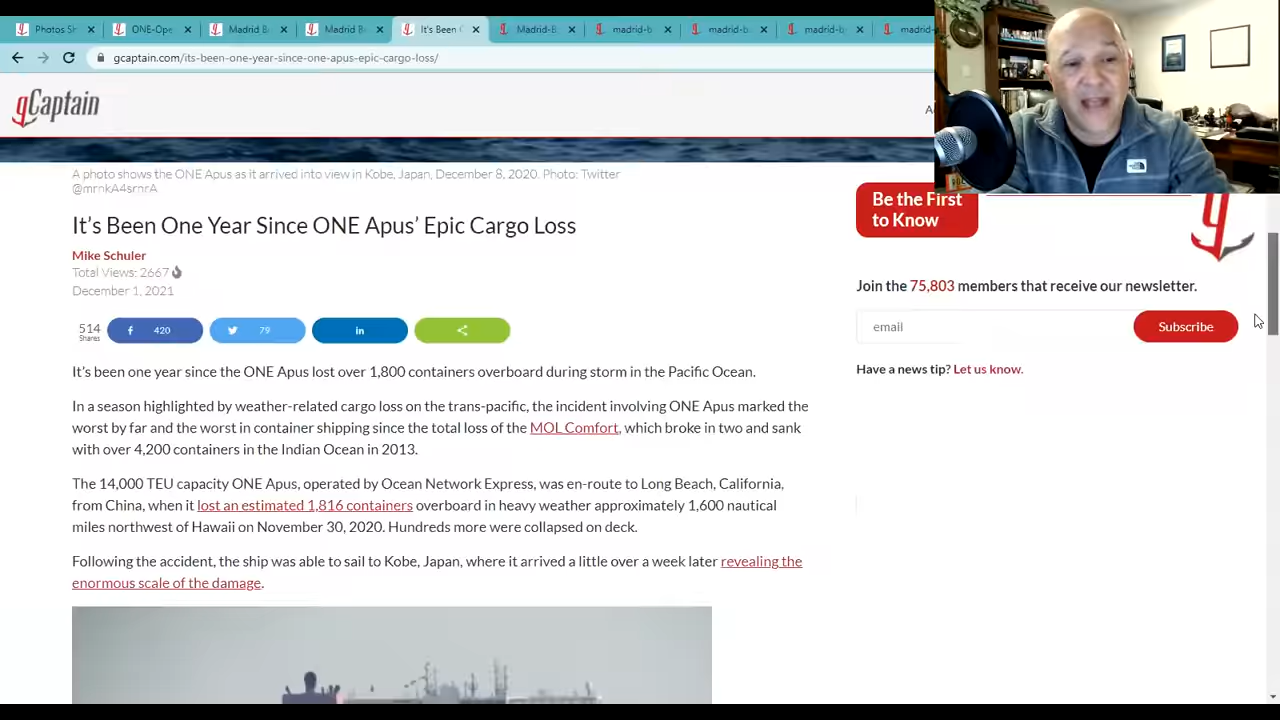 Photos Sh
ONE-Ope
Madrid B
Madrid B
It's Been
Madrid-B
madrid-b
madrid-b
madrid-b
madrid
gcaptain.com/its-been-one-year-since-one-apus-epic-cargo-loss/
gCaptain
A photo shows the ONE Apus as it arrived into view in Kobe, Japan, December 8, 2020. Photo: Twitter
@mrnkA4srnrA
It's Been One Year Since ONE Apus' Epic Cargo Loss
Mike Schuler
Total Views: 2667
December 1, 2021
514
Shares
420
79
in
It's been one year since the ONE Apus lost over 1,800 containers overboard during storm in the Pacific Ocean.
In a season highlighted by weather-related cargo loss on the trans-pacific, the incident involving ONE Apus marked the
worst by far and the worst in container shipping since the total loss of the MOL Comfort, which broke in two and sank
with over 4,200 containers in the Indian Ocean in 2013.
The 14,000 TEU capacity ONE Apus, operated by Ocean Network Express, was en-route to Long Beach, California,
from China, when it lost an estimated 1,816 containers overboard in heavy weather approximately 1,600 nautical
miles northwest of Hawaii on November 30, 2020. Hundreds more were collapsed on deck.
Following the accident, the ship was able to sail to Kobe, Japan, where it arrived a little over a week later revealing the
enormous scale of the damage.
Be the First
to Know
Join the 75,803 members that receive our newsletter.
email
Subscribe
Have a news tip? Let us know.